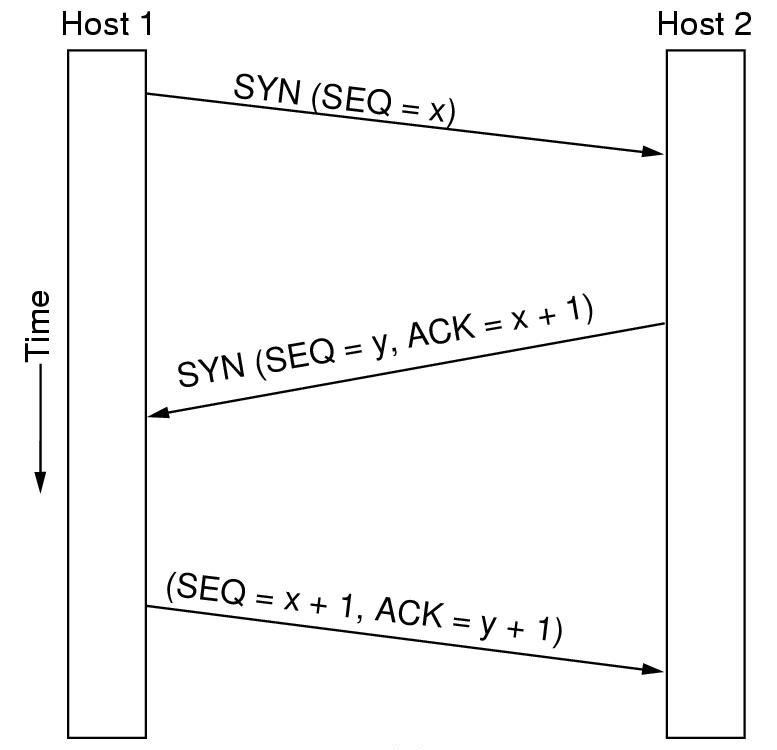 Host 1
Host 2
SYN (SEQ = x)
Time
SYN (SEQ = y, ACK = x + 1)
(SEQ = x + 1, ACK = y + 1)